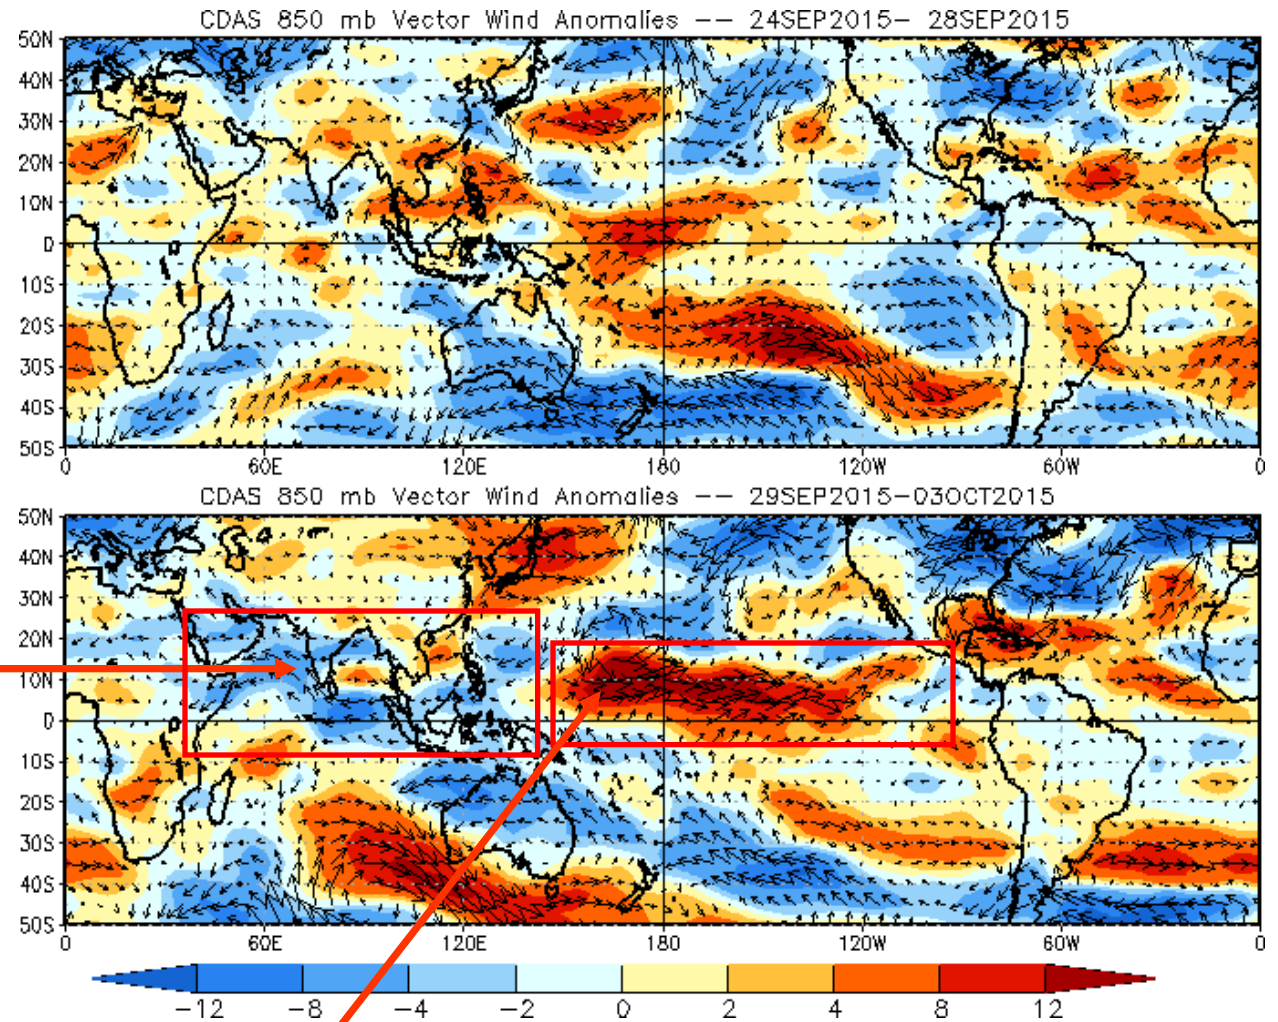 CDAS 850 mb Vector Wind Anomalies -- 24SEP2015- 28SEP2015
50N
40N
30N
20N
10N
0
10S
20S
30S
40S
50S
0 60E 120E 180 120W 60W 0
CDAS 850 mb Vector Wind Anomalies -- 29SEP2015-03OCT2015
50N
40N
30N
20N
10N
0
10S
20S
30S
40S
50S
0 60E 120E 180 120W 60W 0
-12 -8 -4 -2 0 2 4 8 12